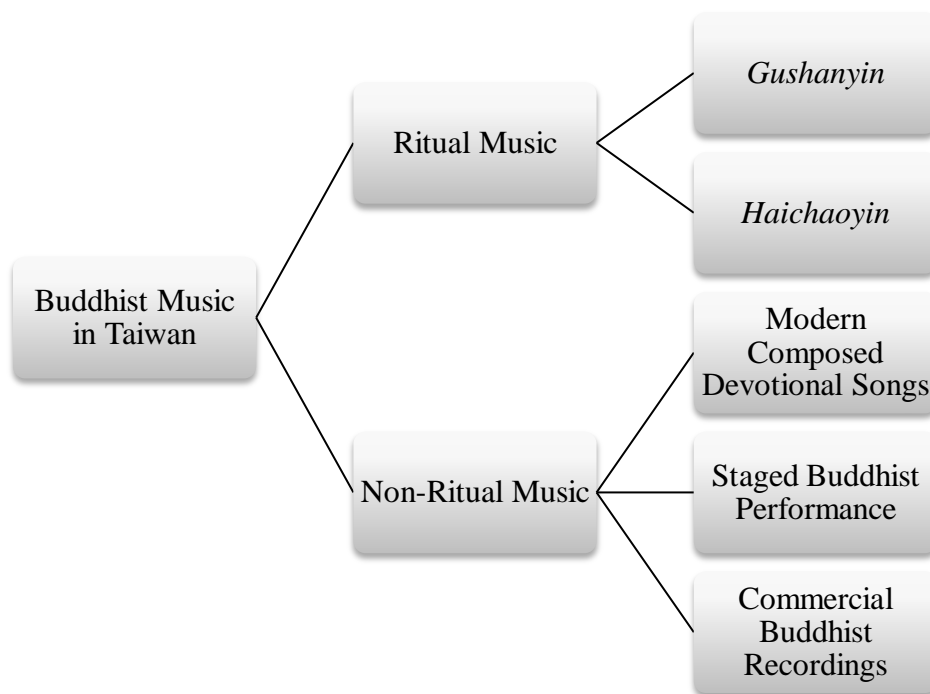 Buddhist Music
in Taiwan
Ritual Music
Gushanyin
Haichaoyin
Non-Ritual Music
Modern
Composed
Devotional Songs
Staged Buddhist
Performance
Commercial
Buddhist
Recordings